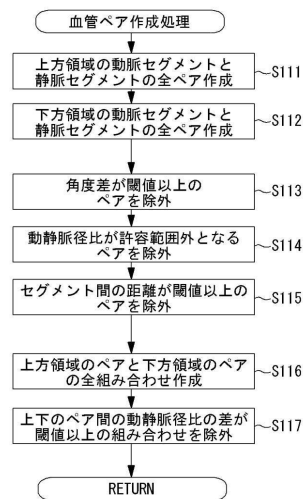 血管ペア作成処理
上方領域の動脈セグメントと
静脈セグメントの全ペア作成
S111
下方領域の動脈セグメントと
静脈セグメントの全ペア作成
S112
角度差が閾値以上の
ペアを除外
S113
動静脈径比が許容範囲外となる
ペアを除外
S114
セグメント間の距離が閾値以上の
ペアを除外
S115
上方領域のペアと下方領域のペア
の全組み合わせ作成
S116
上下のペア間の動静脈径比の差が
閾値以上の組み合わせを除外
S117
RETURN